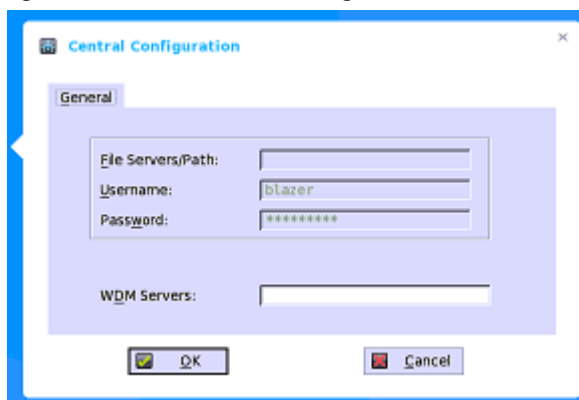 Central Configuration
General
File Servers/Path:
Username: blazer
Password: *********
WDM Servers:
OK Cancel